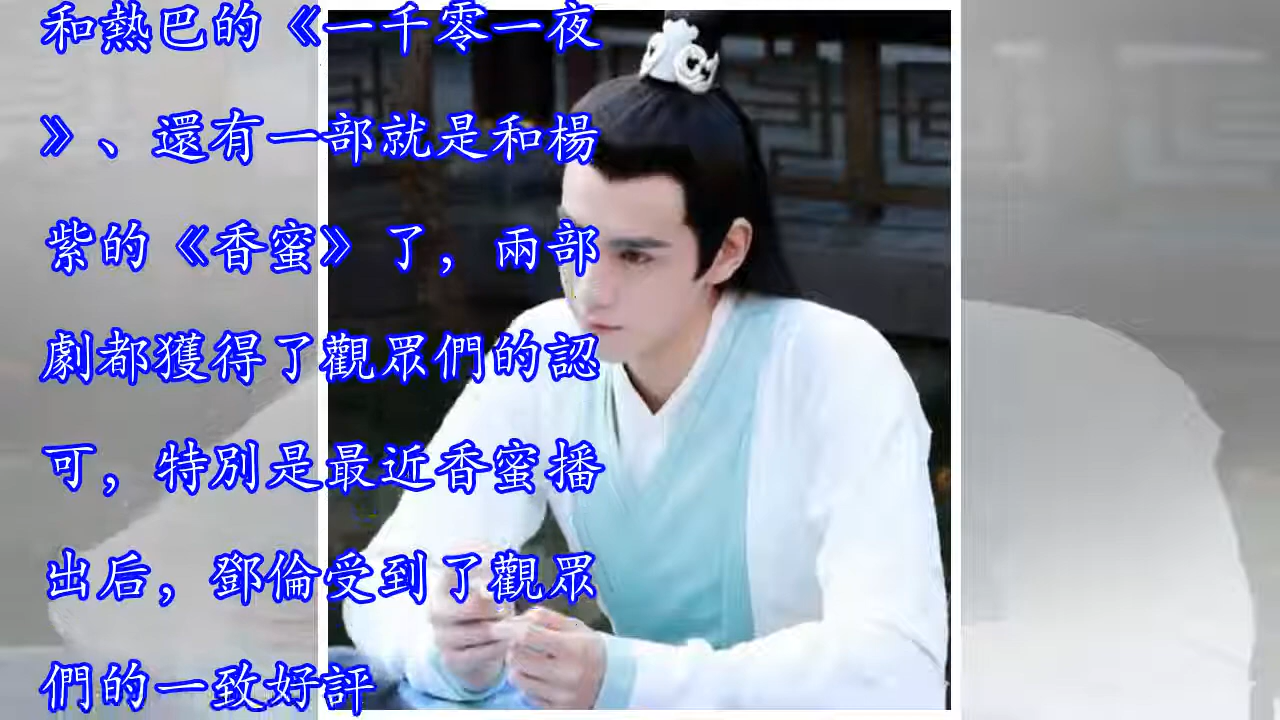 和熱巴的《一千零一夜
》、還有一部就是和楊
紫的《香蜜》了，兩部
劇都獲得了觀眾們的認
可，特別是最近香蜜播
出后，鄧倫受到了觀眾
們的一致好評